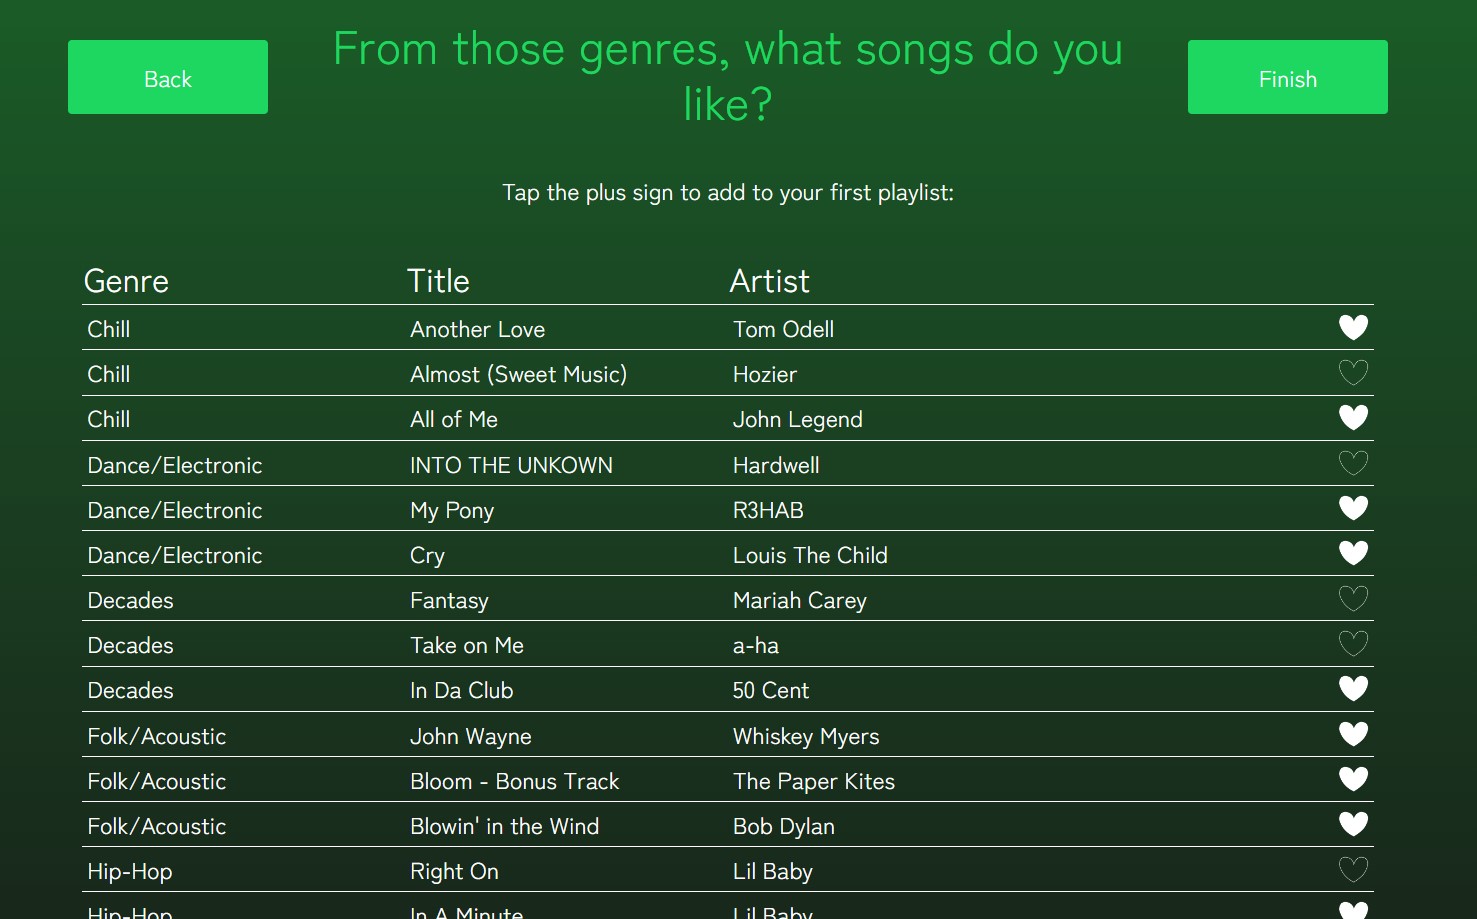 Back
From those genres, what songs do you
like?
Finish
Tap the plus sign to add to your first playlist:
Genre Title Artist
Chill Another Love Tom Odell
Chill Almost (Sweet Music) Hozier
Chill All of Me John Legend
Dance/Electronic INTO THE UNKOWN Hardwell
Dance/Electronic My Pony R3HAB
Dance/Electronic Cry Louis The Child
Decades Fantasy Mariah Carey
Decades Take on Me a-ha
Decades In Da Club 50 Cent
Folk/Acoustic John Wayne Whiskey Myers
Folk/Acoustic Bloom - Bonus Track The Paper Kites
Folk/Acoustic Blowin' in the Wind Bob Dylan
Hip-Hop Right On Lil Baby
Hip-Hop In A Minute Lil Baby